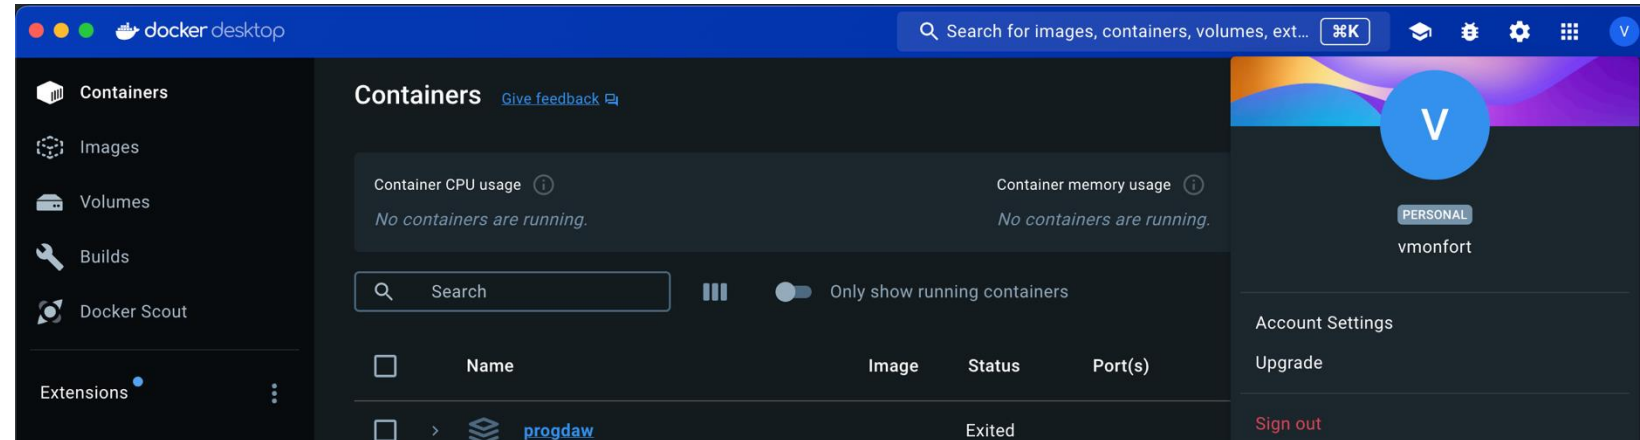 docker desktop
Search for images, containers, volumes, ext... ⌘K
V
Containers
Images
Volumes
Builds
Docker Scout
Extensions
Containers Give feedback
Container CPU usage
No containers are running.
Container memory usage
No containers are running.
Search
Only show running containers
Name Image Status Port(s)
progdaw Exited
V
PERSONAL
vmonfort
Account Settings
Upgrade
Sign out